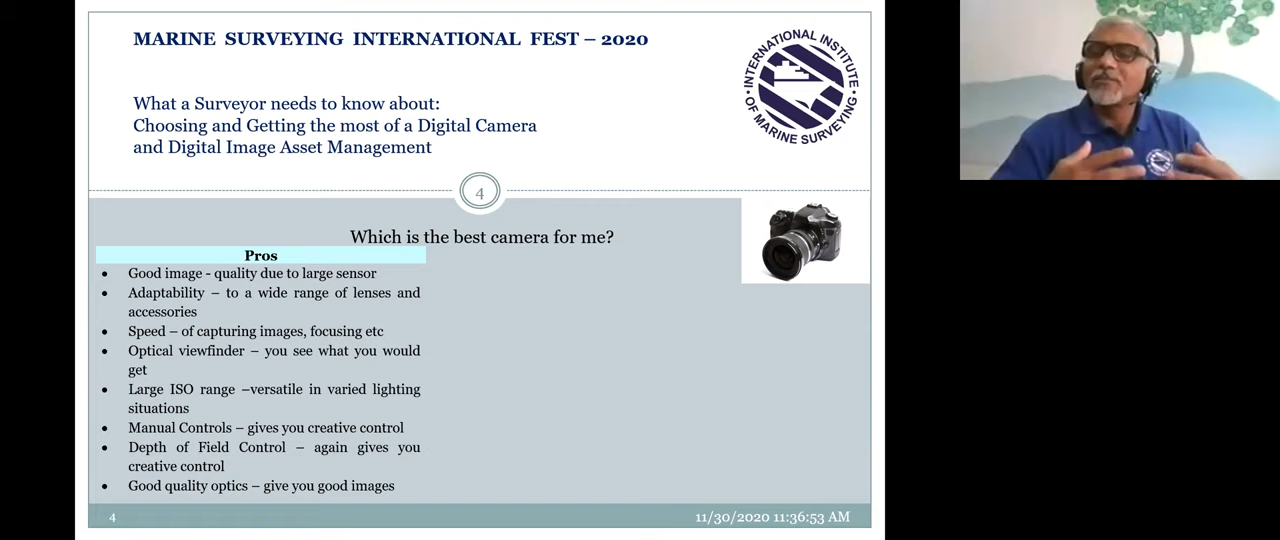 MARINE SURVEYING INTERNATIONAL FEST – 2020
INTERNATIONAL INSTITUTE
OF MARINE SURVEYING
What a Surveyor needs to know about:
Choosing and Getting the most of a Digital Camera
and Digital Image Asset Management
4
Which is the best camera for me?
Pros
• Good image - quality due to large sensor
• Adaptability – to a wide range of lenses and
accessories
• Speed – of capturing images, focusing etc
• Optical viewfinder – you see what you would
get
• Large ISO range –versatile in varied lighting
situations
• Manual Controls – gives you creative control
• Depth of Field Control – again gives you
creative control
• Good quality optics – give you good images
4
11/30/2020 11:36:53 AM